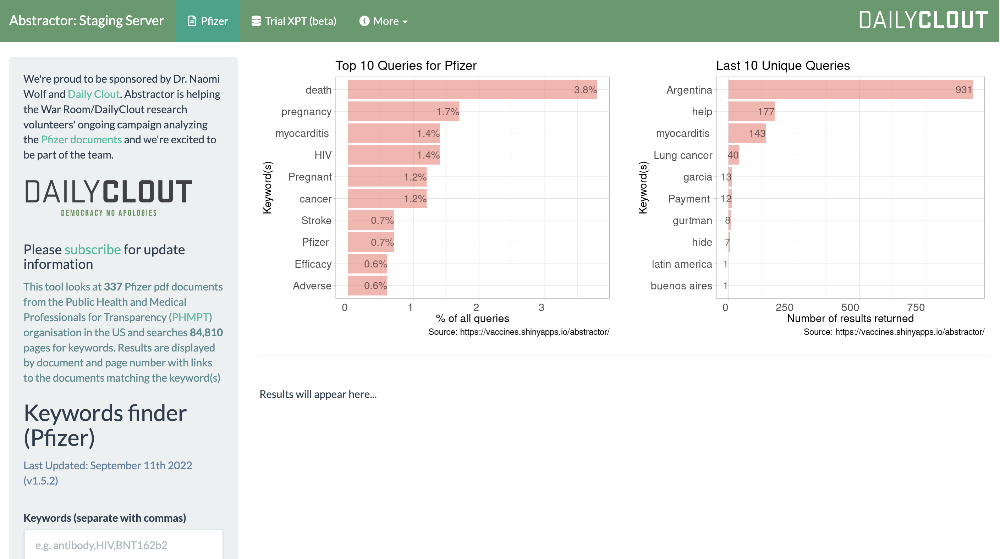 Abstractor: Staging Server
Pfizer
Trial XPT (beta)
More
DAILYCLOUT
We're proud to be sponsored by Dr. Naomi
Wolf and Daily Clout. Abstractor is helping
the War Room/DailyClout research
volunteers' ongoing campaign analyzing
the Pfizer documents and we're excited to
be part of the team.
DAILYCLOUT
DEMOCRACY NO APOLOGIES
Please subscribe for update
information
This tool looks at 337 Pfizer pdf documents
from the Public Health and Medical
Professionals for Transparency (PHMPT)
organisation in the US and searches 84,810
pages for keywords. Results are displayed
by document and page number with links
to the documents matching the keyword(s)
Keywords finder
(Pfizer)
Last Updated: September 11th 2022
(v1.5.2)
Keywords (separate with commas)
e.g. antibody,HIV,BNT162b2
Top 10 Queries for Pfizer
Keyword(s)
death 3.8%
pregnancy 1.7%
myocarditis 1.4%
HIV 1.4%
Pregnant 1.2%
cancer 1.2%
Stroke 0.7%
Pfizer 0.7%
Efficacy 0.6%
Adverse 0.6%
0 1 2 3
% of all queries
Source: https://vaccines.shinyapps.io/abstractor/
Last 10 Unique Queries
Keyword(s)
Argentina 931
help 177
myocarditis 143
Lung cancer 40
garcia 13
Payment 12
gurtman 8
hide 7
latin america 1
buenos aires 1
0 250 500 750
Number of results returned
Source: https://vaccines.shinyapps.io/abstractor/
Results will appear here...